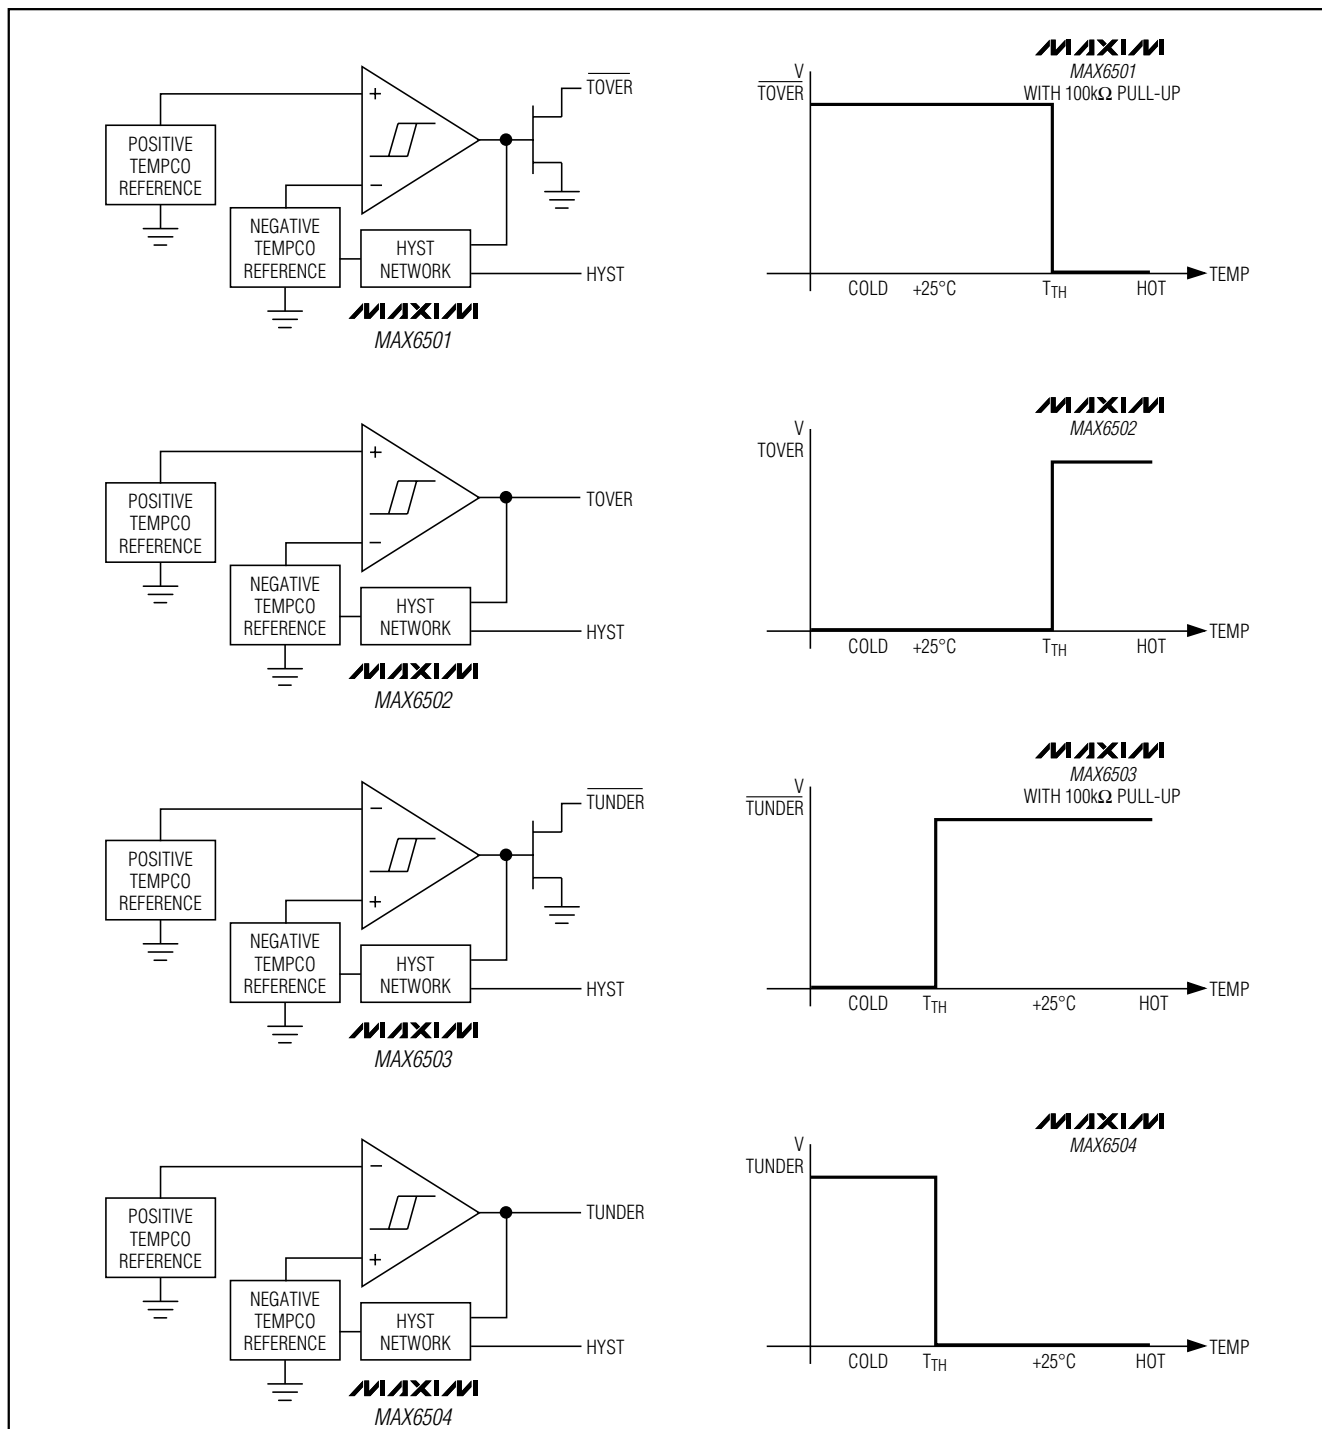 +
−
POSITIVE
TEMPCO
REFERENCE
NEGATIVE
TEMPCO
REFERENCE
HYST
NETWORK
TOVER
HYST
MAXIM
MAX6501
MAXIM
MAX6501
WITH 100kΩ PULL-UP
V
TOVER
COLD +25°C TTH HOT TEMP
+
−
POSITIVE
TEMPCO
REFERENCE
NEGATIVE
TEMPCO
REFERENCE
HYST
NETWORK
TOVER
HYST
MAXIM
MAX6502
MAXIM
MAX6502
V
TOVER
COLD +25°C TTH HOT TEMP
−
+
POSITIVE
TEMPCO
REFERENCE
NEGATIVE
TEMPCO
REFERENCE
HYST
NETWORK
TUNDER
HYST
MAXIM
MAX6503
MAXIM
MAX6503
WITH 100kΩ PULL-UP
V
TUNDER
COLD TTH +25°C HOT TEMP
−
+
POSITIVE
TEMPCO
REFERENCE
NEGATIVE
TEMPCO
REFERENCE
HYST
NETWORK
TUNDER
HYST
MAXIM
MAX6504
MAXIM
MAX6504
V
TUNDER
COLD TTH +25°C HOT TEMP